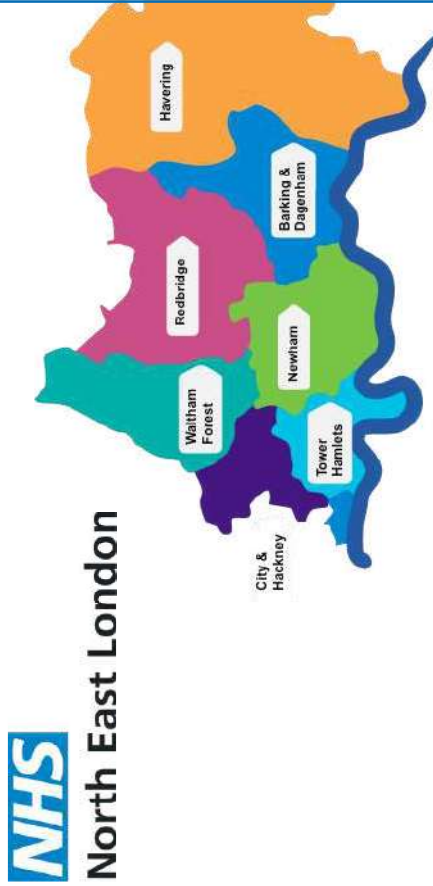 NHS
North East London
City &
Hackney
Waltham
Forest
Redbridge
Havering
Tower
Hamlets
Newham
Barking &
Dagenham